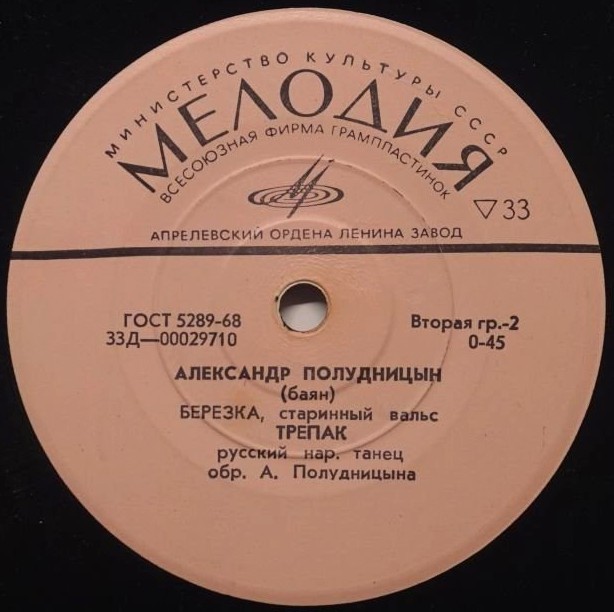 МИНИСТЕРСТВО КУЛЬТУРЫ СССР
МЕЛОДИЯ
ВСЕСОЮЗНАЯ ФИРМА ГРАМПЛАСТИНОК
▽33
АПРЕЛЕВСКИЙ ОРДЕНА ЛЕНИНА ЗАВОД
ГОСТ 5289-68
Вторая гр.-2
33Д—00029710
0-45
АЛЕКСАНДР ПОЛУДНИЦЫН
(баян)
БЕРЕЗКА, старинный вальс
ТРЕПАК
русский нар. танец
обр. А. Полудницына